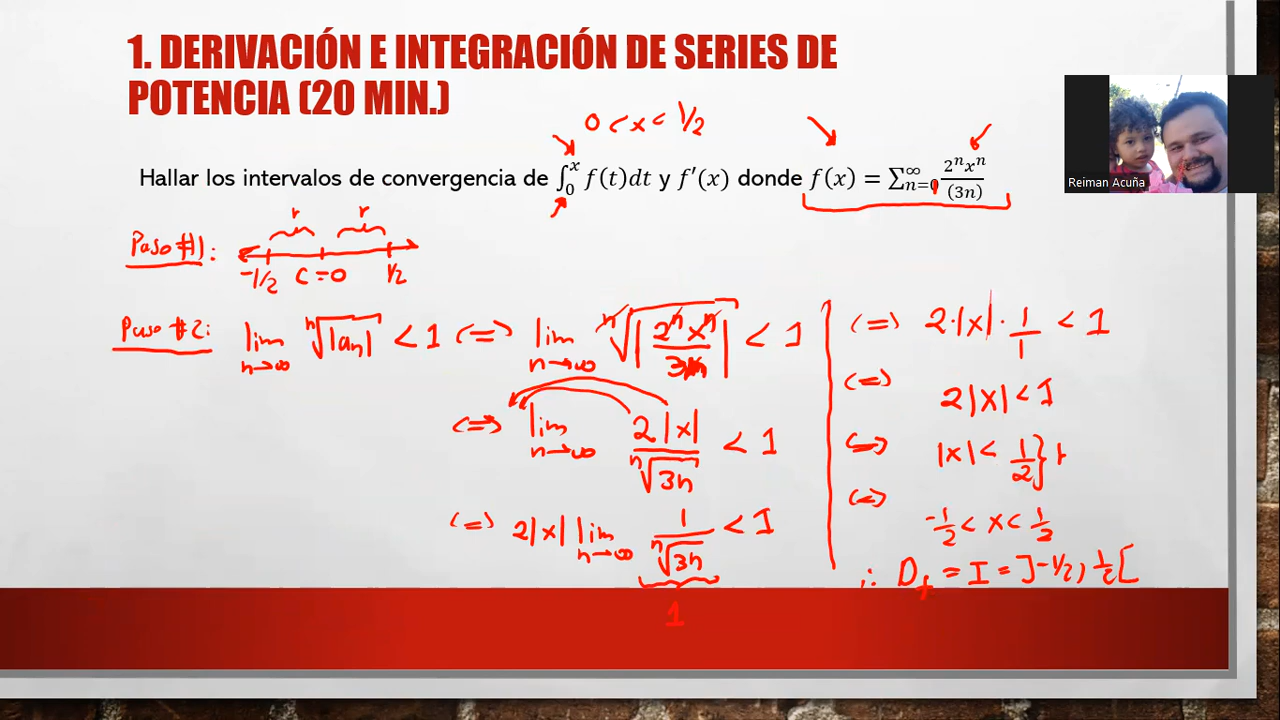 1. DERIVACIÓN E INTEGRACIÓN DE SERIES DE
POTENCIA (20 MIN.)
0 < x < 1/2
Hallar los intervalos de convergencia de ∫₀ˣ f(t)dt y f′(x) donde f(x) = ∑_{n=1}^{∞} 2ⁿxⁿ/(3n)
Reiman Acuña
r r
Paso #1:
-1/2 C=0 1/2
Paso #2: lim n→∞ ⁿ√|an| < 1 <=> lim n→∞ ⁿ√|2ⁿxⁿ/3n| < 1
<=> lim n→∞ 2|x|/ⁿ√3n < 1
<=> 2|x| lim n→∞ 1/ⁿ√3n < 1
1
<=> 2·|x|·1/1 < 1
<=> 2|x| < 1
<=> |x| < 1/2 } r
<=> -1/2 < x < 1/2
∴ Df = I = ]-1/2, 1/2[